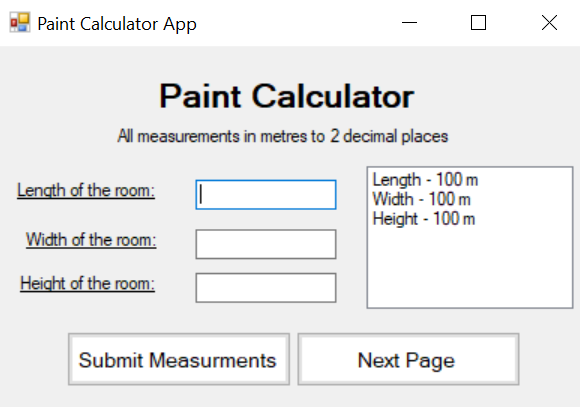 Paint Calculator App
Paint Calculator
All measurements in metres to 2 decimal places
Length of the room:
Width of the room:
Height of the room:
Length - 100 m
Width - 100 m
Height - 100 m
Submit Measurments
Next Page